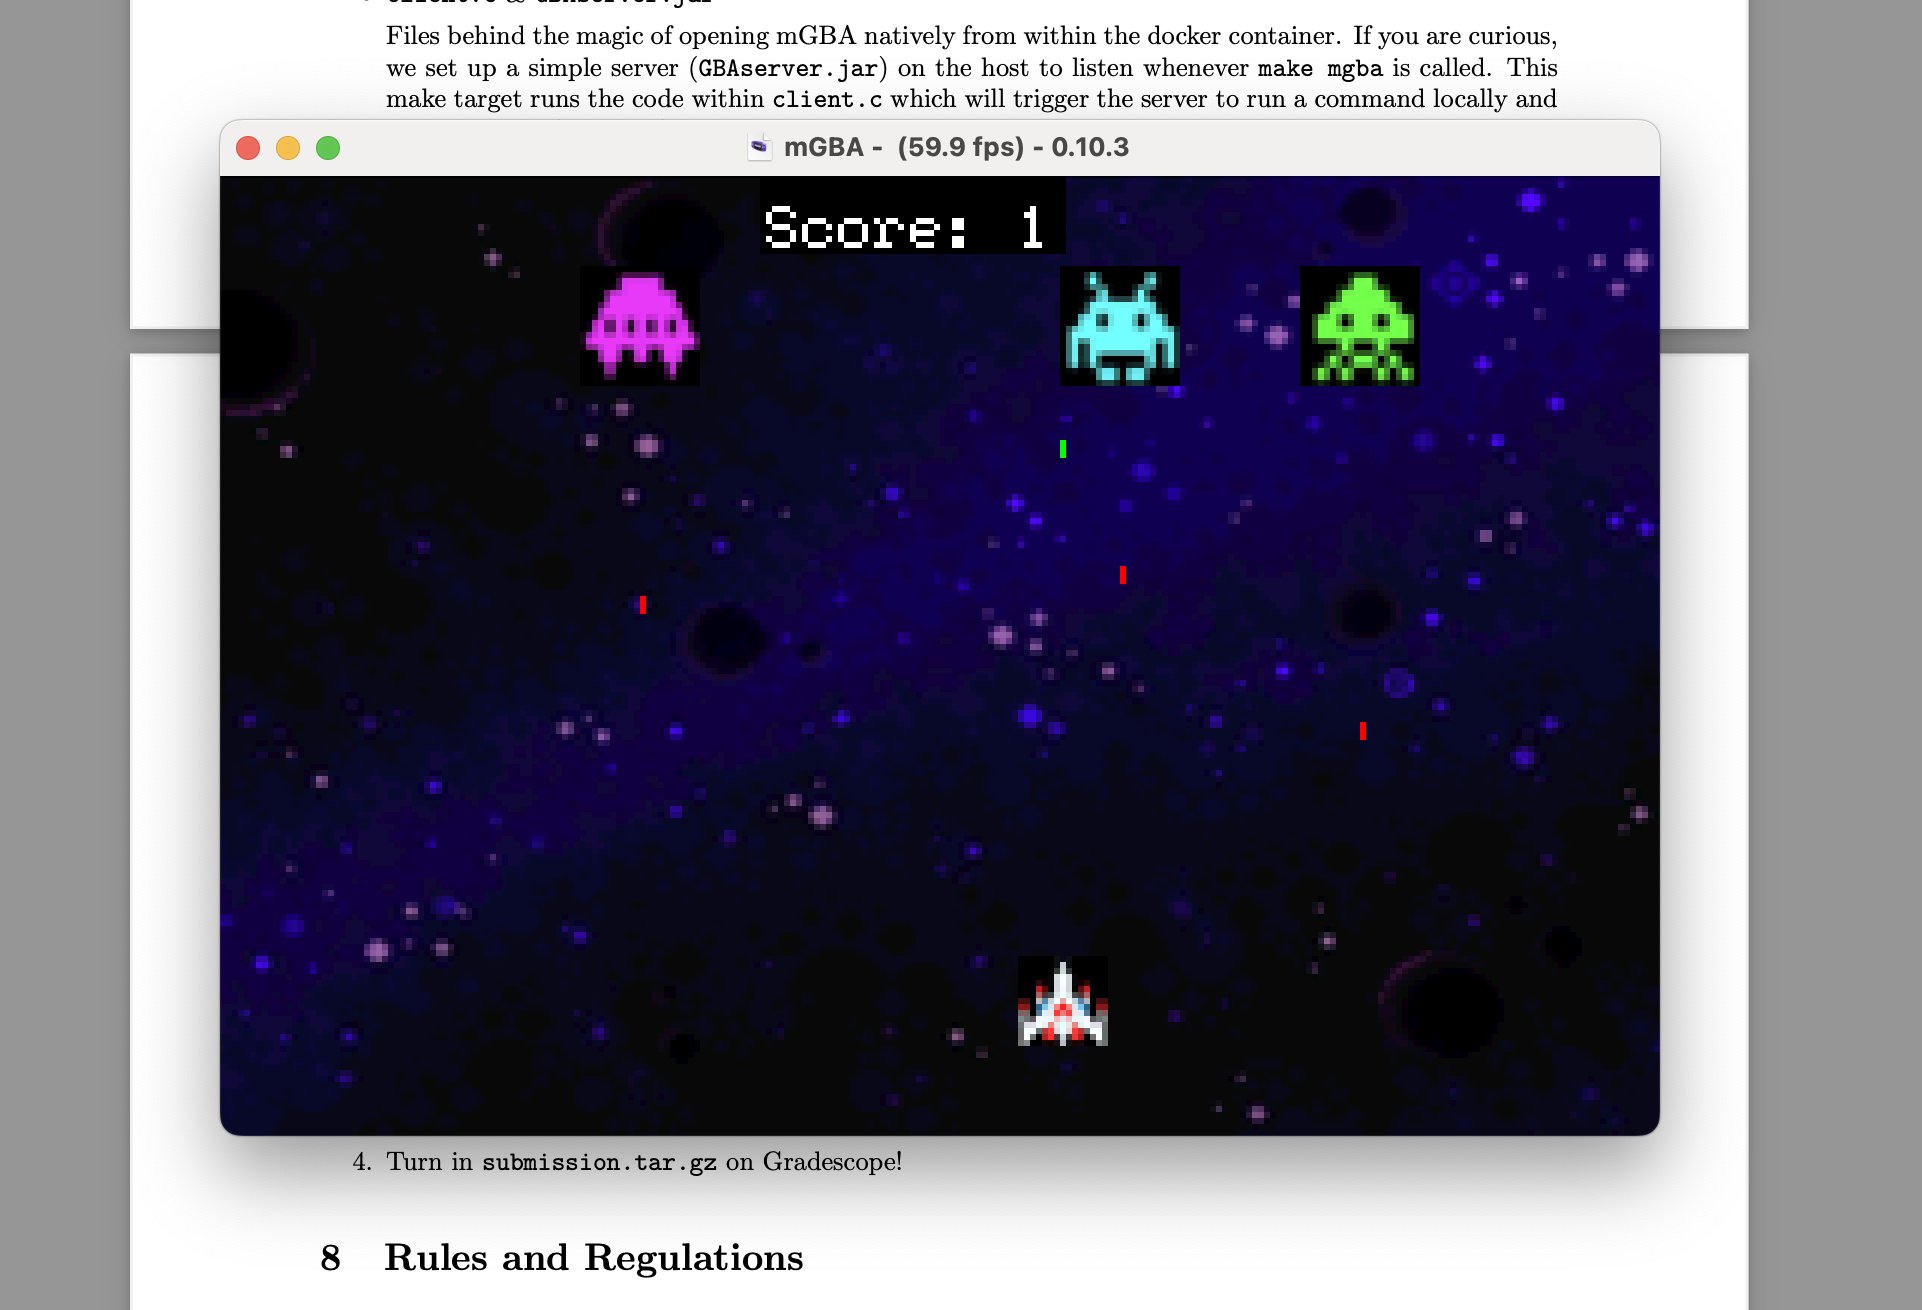 Files behind the magic of opening mGBA natively from within the docker container. If you are curious,
we set up a simple server (GBAserver.jar) on the host to listen whenever make mgba is called. This
make target runs the code within client.c which will trigger the server to run a command locally and
mGBA - (59.9 fps) - 0.10.3
Score: 1
4. Turn in submission.tar.gz on Gradescope!
8 Rules and Regulations